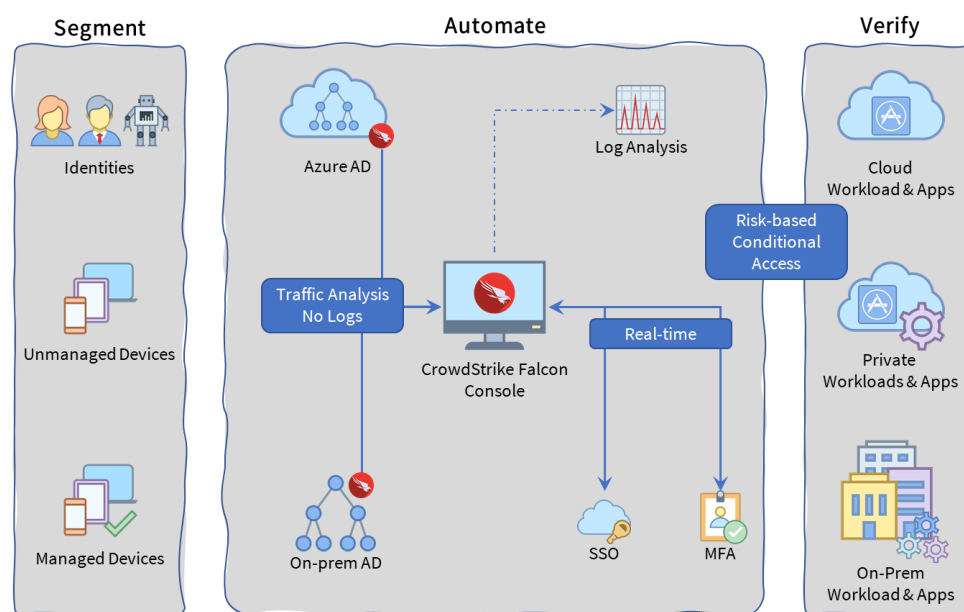 Segment
Automate
Verify
Identities
Unmanaged Devices
Managed Devices
Azure AD
Log Analysis
Traffic Analysis
No Logs
CrowdStrike Falcon
Console
Real-time
On-prem AD
SSO
MFA
Risk-based
Conditional
Access
Cloud
Workload & Apps
Private
Workloads & Apps
On-Prem
Workload & Apps